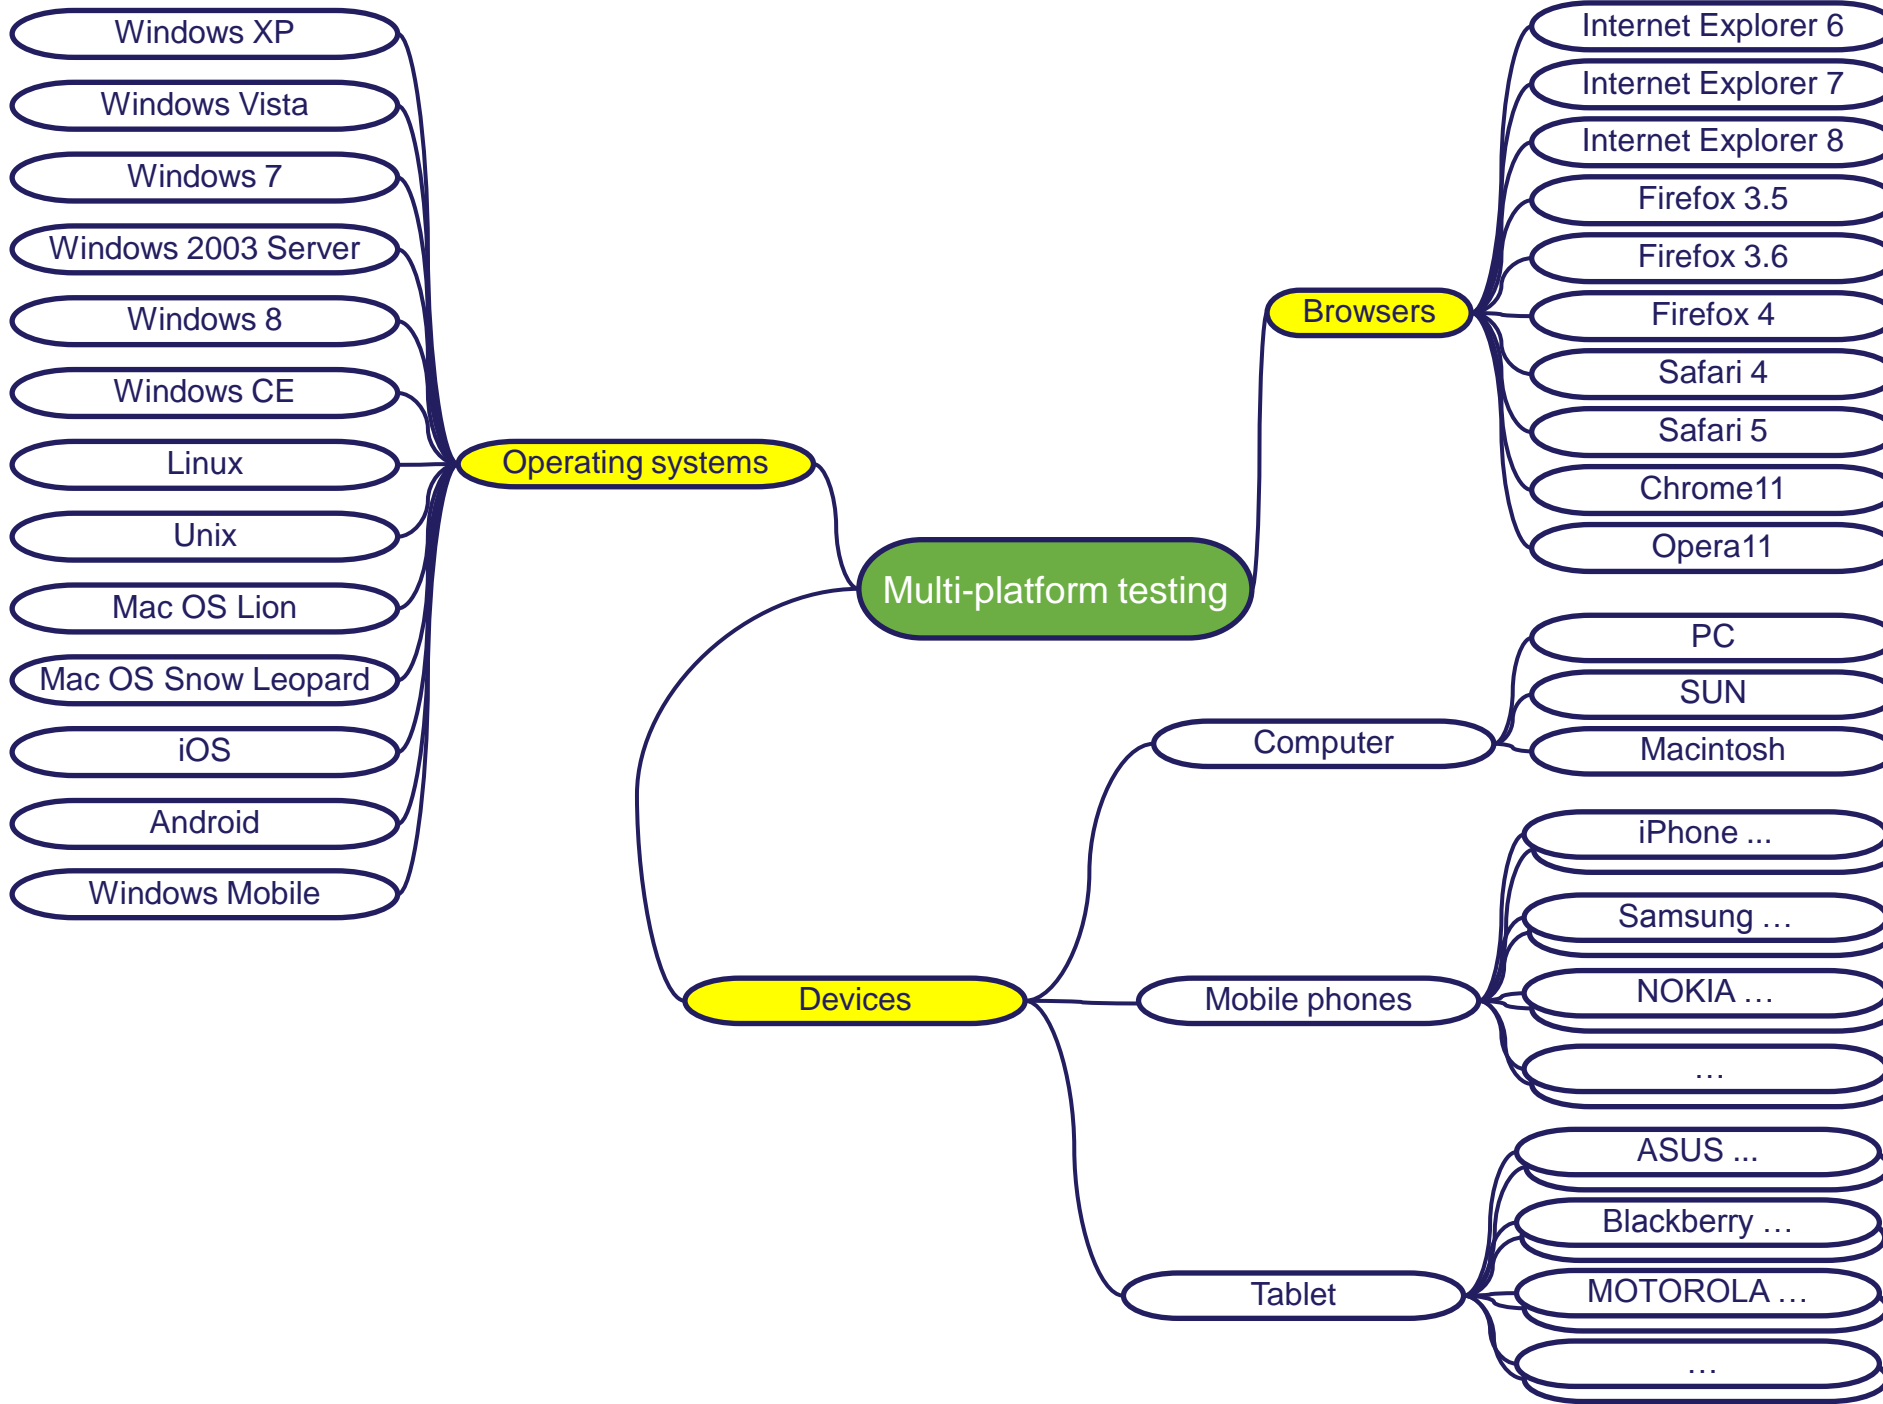 Windows XP
Windows Vista
Windows 7
Windows 2003 Server
Windows 8
Windows CE
Linux
Unix
Mac OS Lion
Mac OS Snow Leopard
iOS
Android
Windows Mobile
Operating systems
Multi-platform testing
Browsers
Internet Explorer 6
Internet Explorer 7
Internet Explorer 8
Firefox 3.5
Firefox 3.6
Firefox 4
Safari 4
Safari 5
Chrome11
Opera11
Devices
Computer
PC
SUN
Macintosh
Mobile phones
iPhone ...
Samsung …
NOKIA …
…
Tablet
ASUS ...
Blackberry …
MOTOROLA …
…